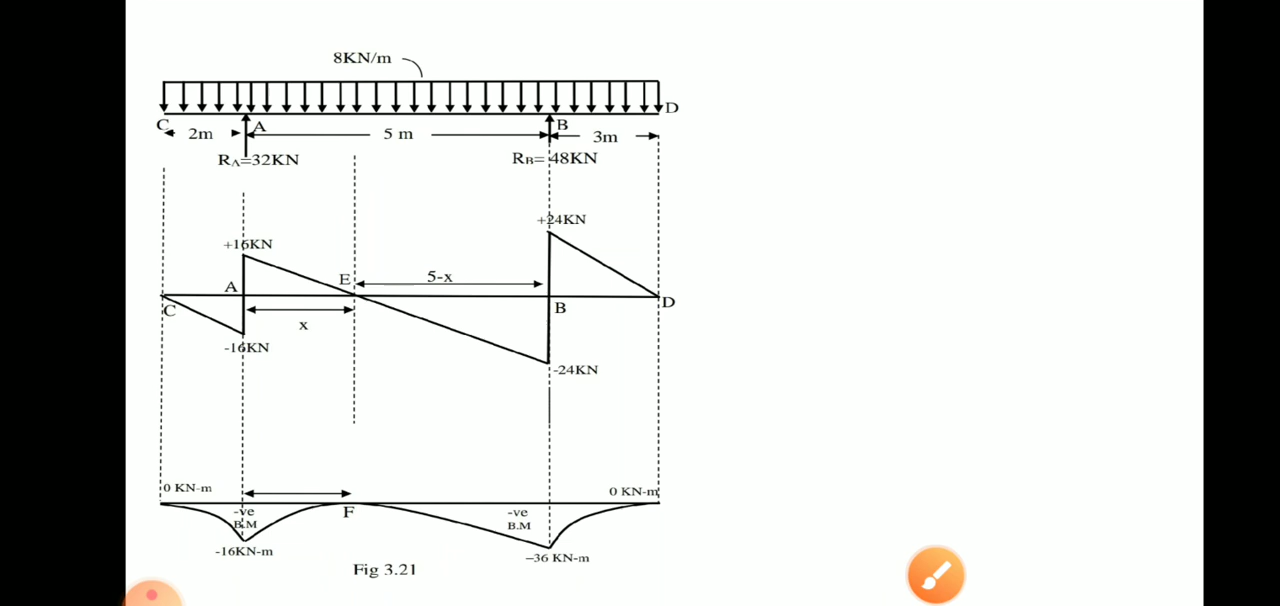 8KN/m
C A B D
2m 5 m 3m
RA=32KN RB= 48KN
+24KN
+16KN
A E 5-x
C x B D
-16KN
-24KN
0 KN-m 0 KN-m
-ve F -ve
B.M B.M
-16KN-m –36 KN-m
Fig 3.21